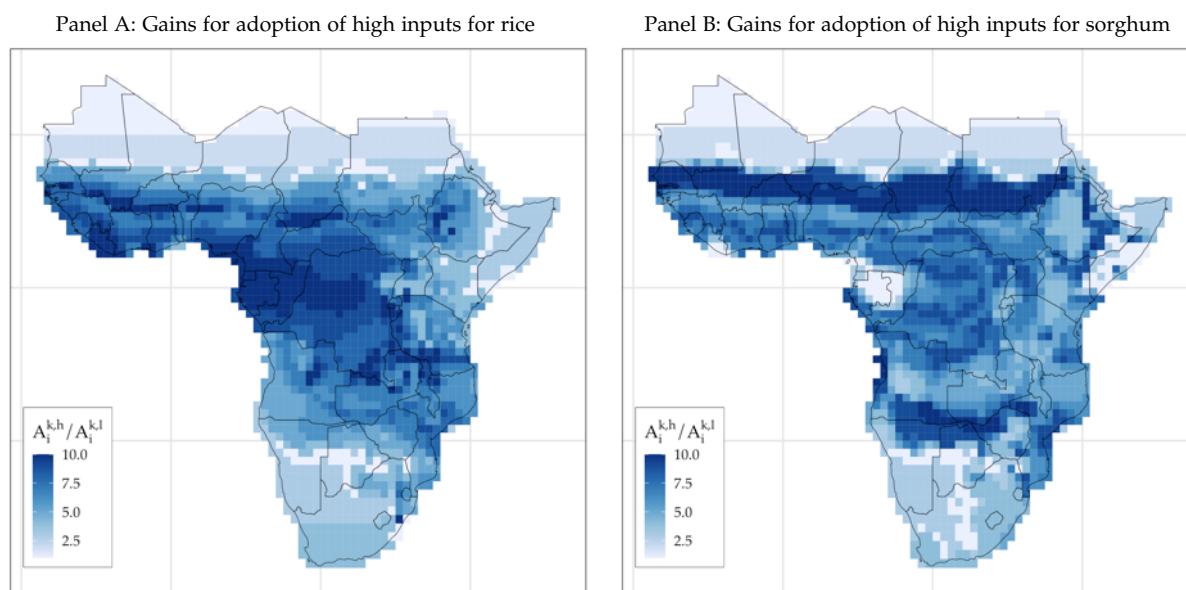 Panel A: Gains for adoption of high inputs for rice
Panel B: Gains for adoption of high inputs for sorghum
A_i^{k,h}/A_i^{k,l}
10.0
7.5
5.0
2.5
A_i^{k,h}/A_i^{k,l}
10.0
7.5
5.0
2.5